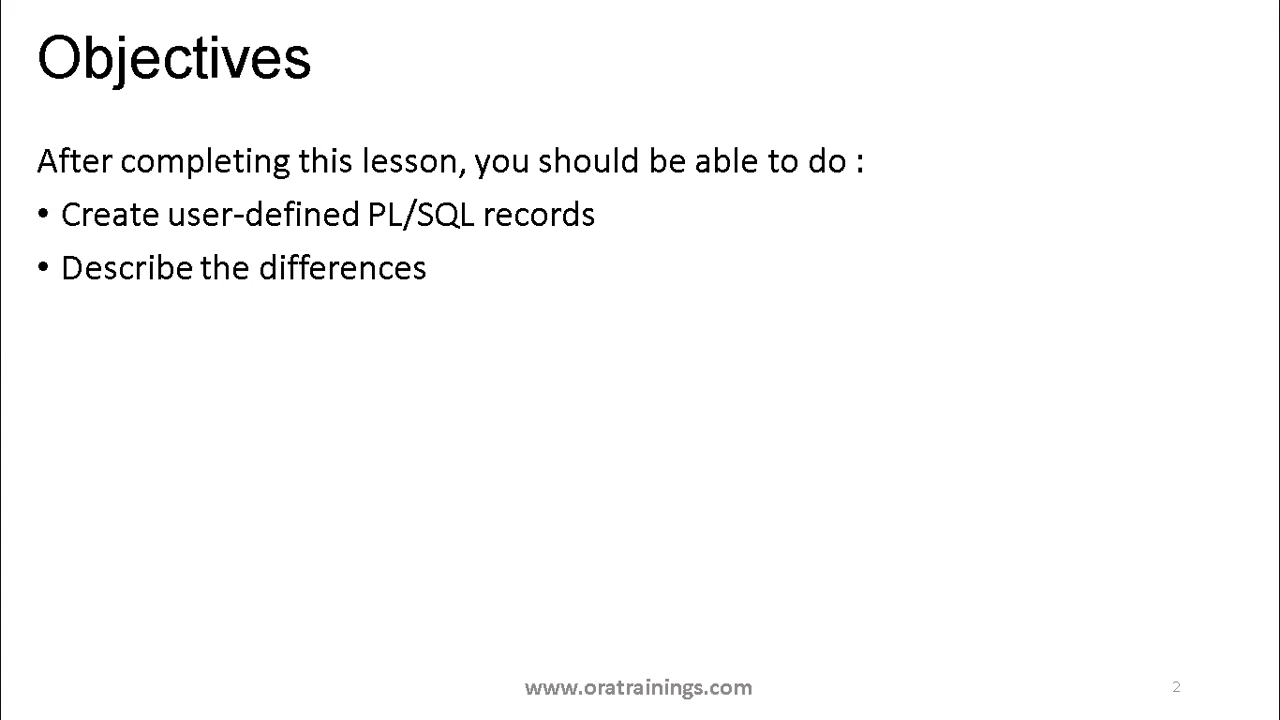 Objectives
After completing this lesson, you should be able to do :
• Create user-defined PL/SQL records
• Describe the differences
www.oratrainings.com
2